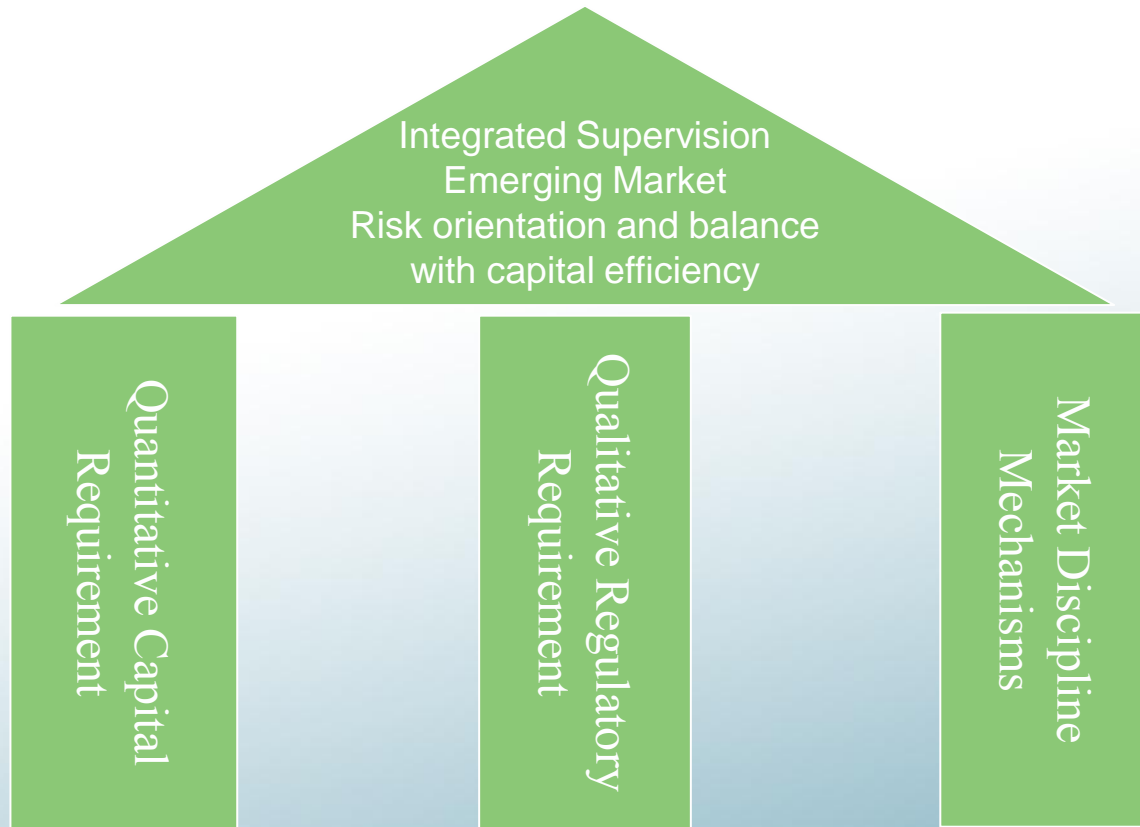 Integrated Supervision
Emerging Market
Risk orientation and balance
with capital efficiency
Quantitative Capital
Requirement
Qualitative Regulatory
Requirement
Market Discipline
Mechanisms